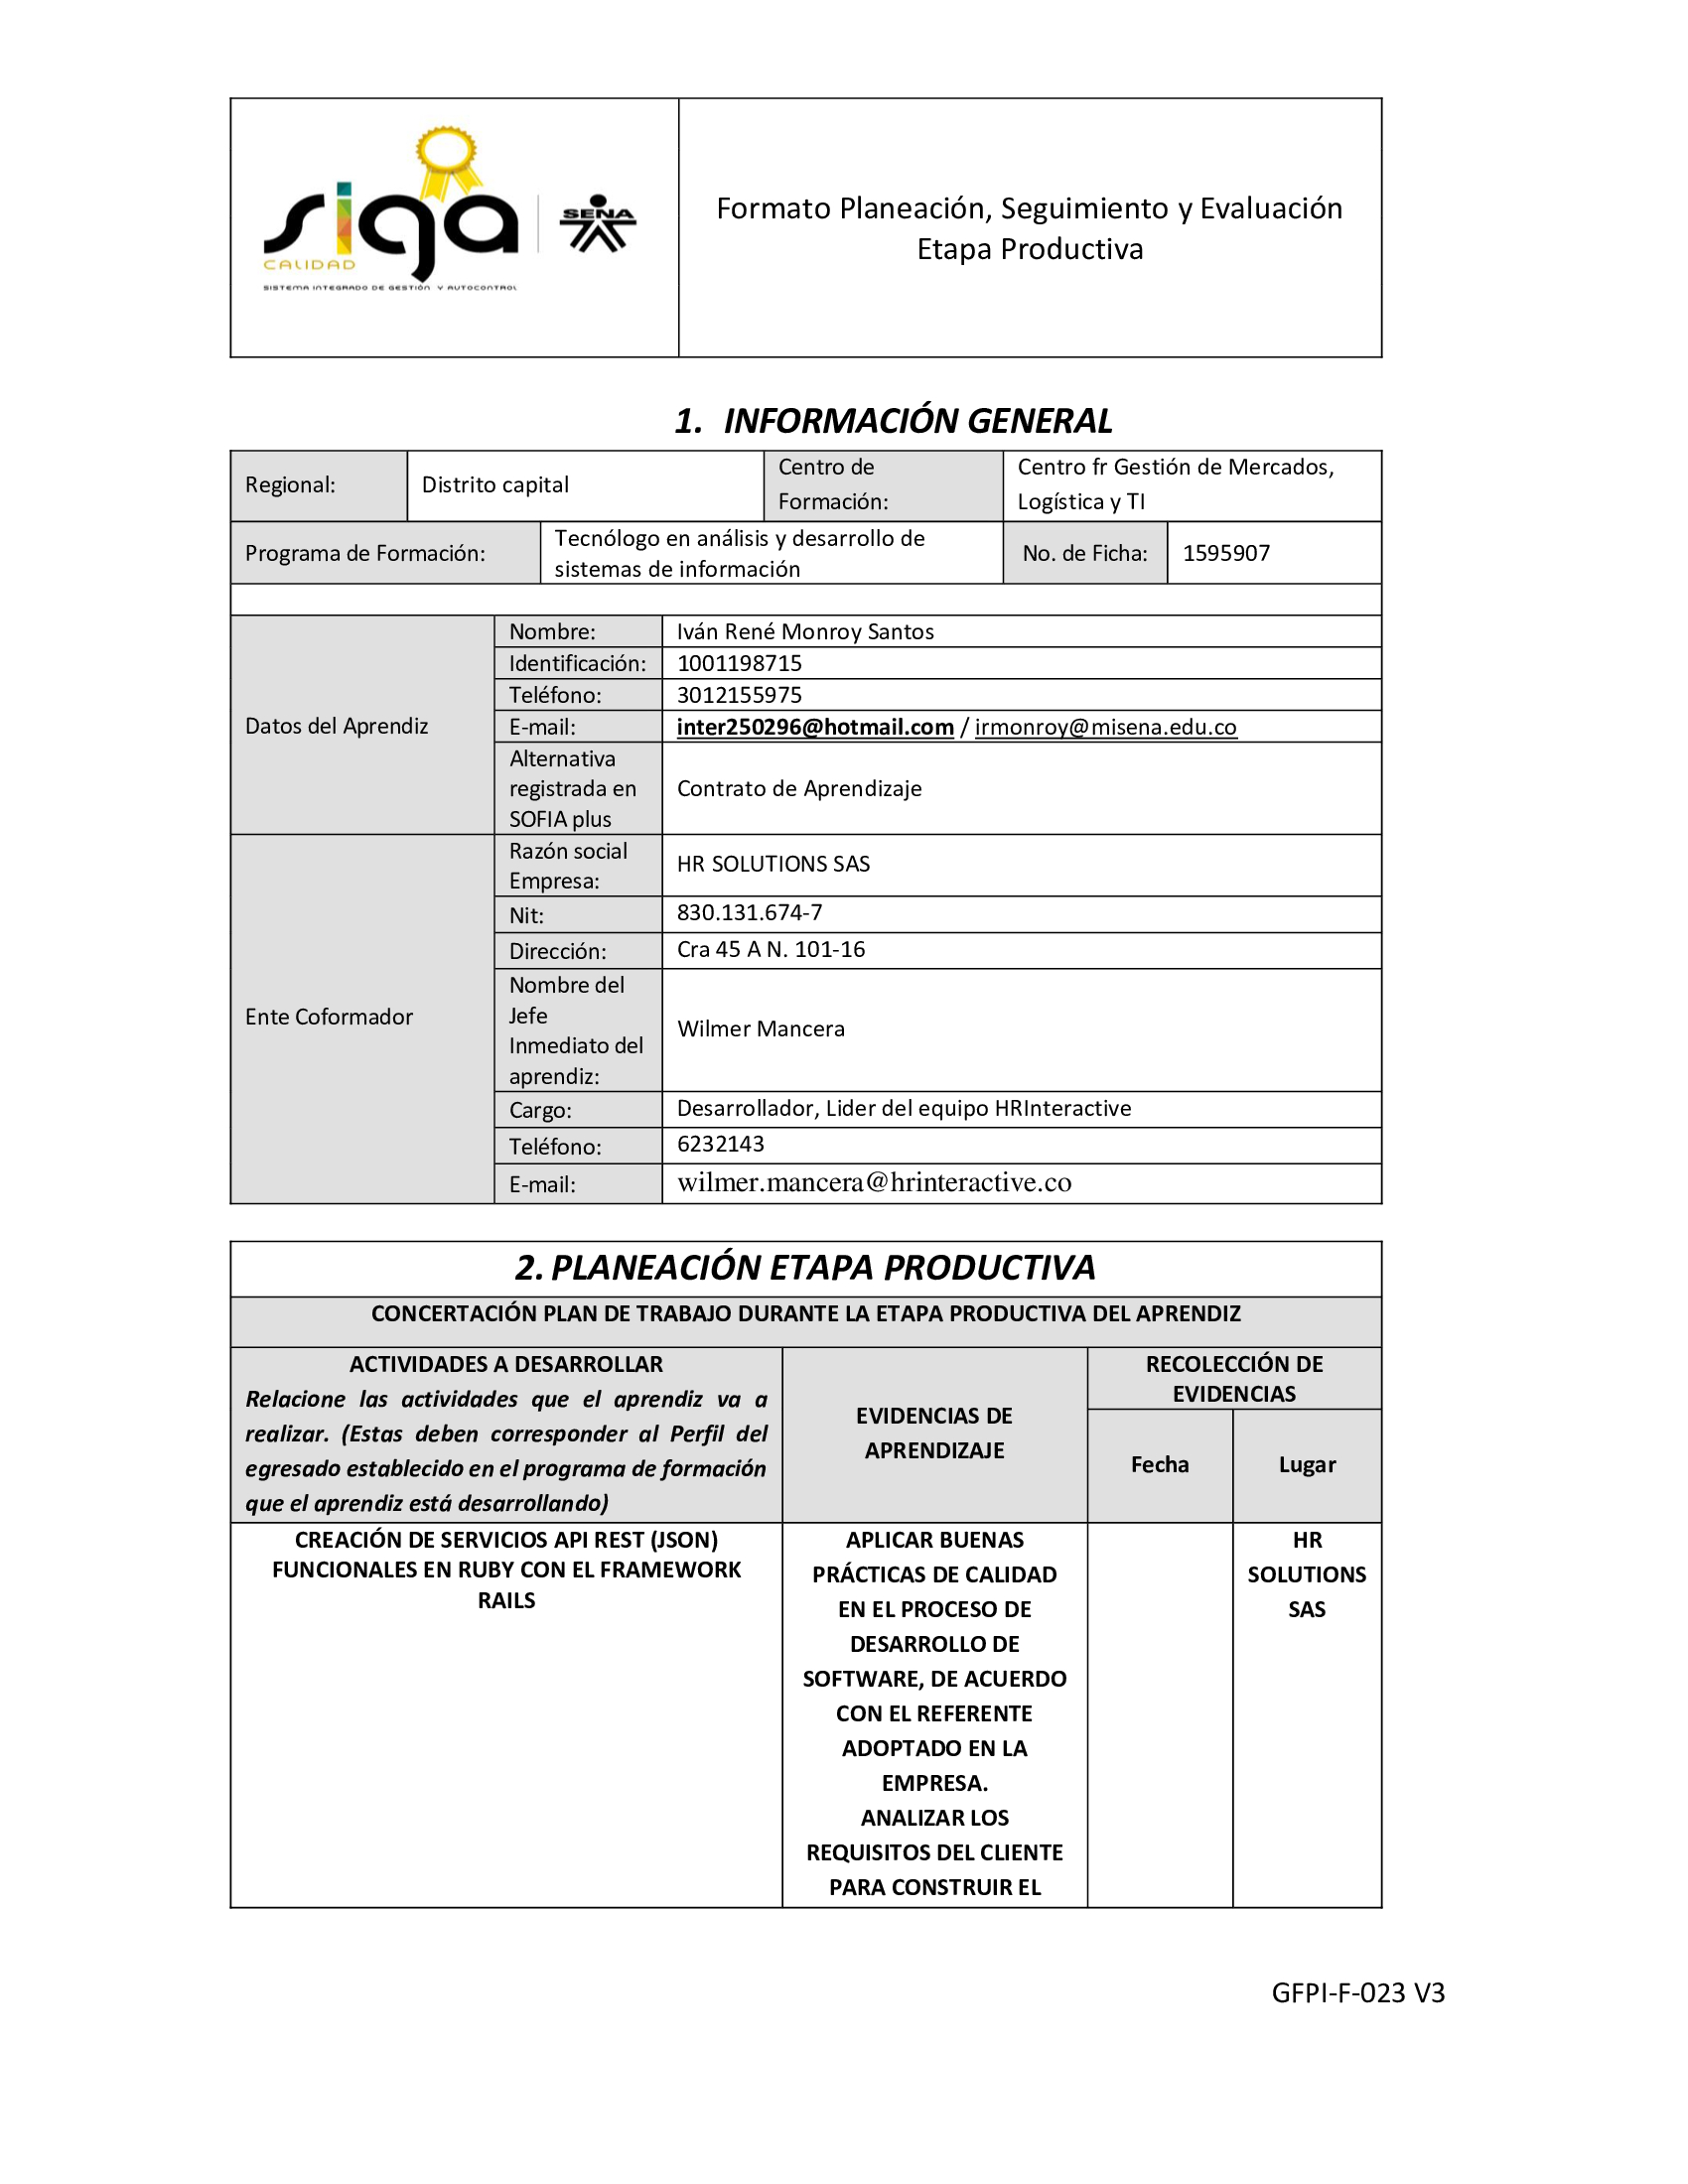 siga
CALIDAD
SISTEMA INTEGRADO DE GESTIÓN Y AUTOCONTROL
SENA
Formato Planeación, Seguimiento y Evaluación
Etapa Productiva
1. INFORMACIÓN GENERAL
Regional:
Distrito capital
Centro de
Formación:
Centro fr Gestión de Mercados,
Logística y TI
Programa de Formación:
Tecnólogo en análisis y desarrollo de
sistemas de información
No. de Ficha:
1595907
Datos del Aprendiz
Nombre:
Iván René Monroy Santos
Identificación:
1001198715
Teléfono:
3012155975
E-mail:
inter250296@hotmail.com / irmonroy@misena.edu.co
Alternativa
registrada en
SOFIA plus
Contrato de Aprendizaje
Ente Coformador
Razón social
Empresa:
HR SOLUTIONS SAS
Nit:
830.131.674-7
Dirección:
Cra 45 A N. 101-16
Nombre del
Jefe
Inmediato del
aprendiz:
Wilmer Mancera
Cargo:
Desarrollador, Lider del equipo HRInteractive
Teléfono:
6232143
E-mail:
wilmer.mancera@hrinteractive.co
2. PLANEACIÓN ETAPA PRODUCTIVA
CONCERTACIÓN PLAN DE TRABAJO DURANTE LA ETAPA PRODUCTIVA DEL APRENDIZ
ACTIVIDADES A DESARROLLAR
Relacione las actividades que el aprendiz va a
realizar. (Estas deben corresponder al Perfil del
egresado establecido en el programa de formación
que el aprendiz está desarrollando)
EVIDENCIAS DE
APRENDIZAJE
RECOLECCIÓN DE
EVIDENCIAS
Fecha
Lugar
CREACIÓN DE SERVICIOS API REST (JSON)
FUNCIONALES EN RUBY CON EL FRAMEWORK
RAILS
APLICAR BUENAS
PRÁCTICAS DE CALIDAD
EN EL PROCESO DE
DESARROLLO DE
SOFTWARE, DE ACUERDO
CON EL REFERENTE
ADOPTADO EN LA
EMPRESA.
ANALIZAR LOS
REQUISITOS DEL CLIENTE
PARA CONSTRUIR EL
HR
SOLUTIONS
SAS
GFPI-F-023 V3